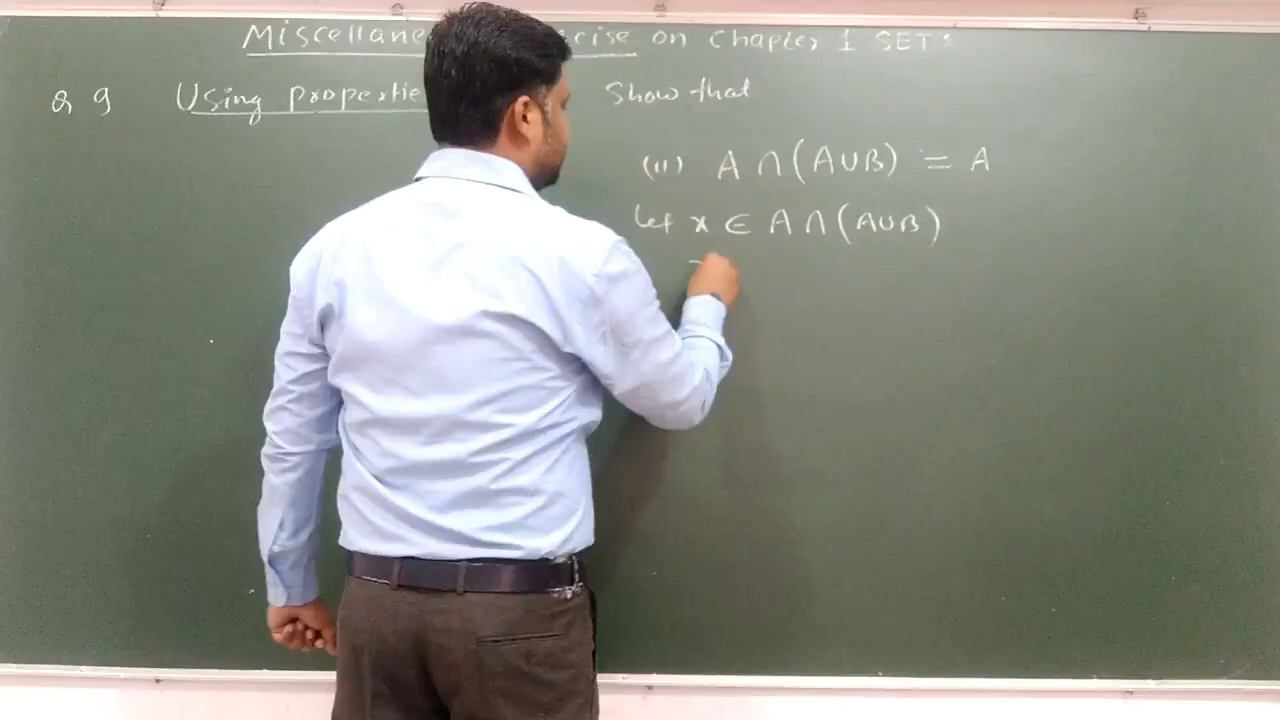 Miscellane cise on Chapter 1 SETs
Q 9 Using propertie Show that
(ii) A ∩ (A∪B) = A
Let x ∈ A ∩ (A∪B)